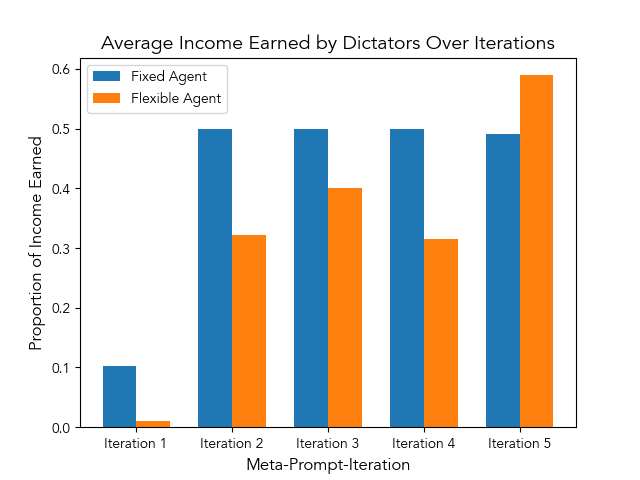 Average Income Earned by Dictators Over Iterations
Fixed Agent
Flexible Agent
Proportion of Income Earned
0.6
0.5
0.4
0.3
0.2
0.1
0.0
Iteration 1
Iteration 2
Iteration 3
Iteration 4
Iteration 5
Meta-Prompt-Iteration